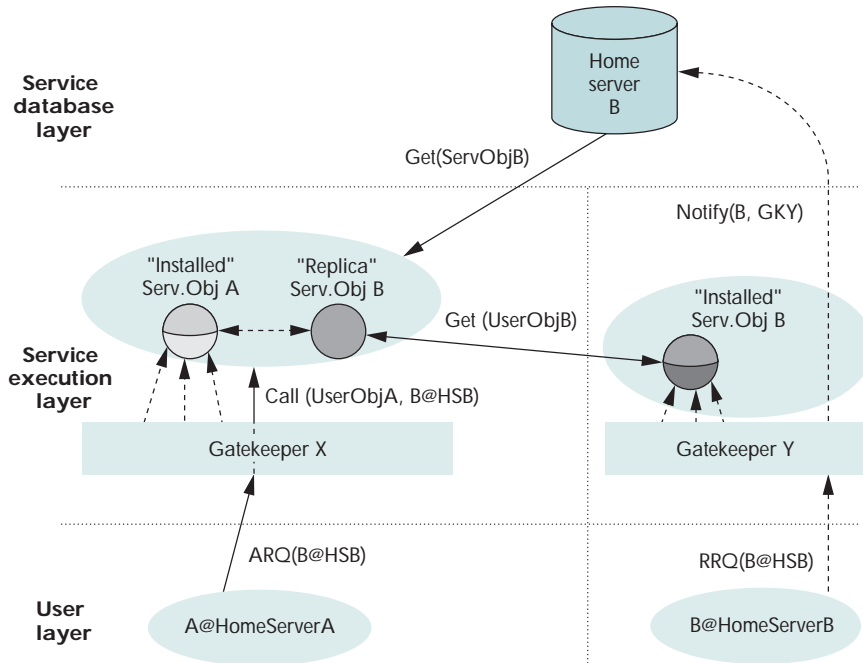 Service
database
layer
Home
server
B
Get(ServObjB)
Notify(B, GKY)
"Installed"
Serv.Obj A
"Replica"
Serv.Obj B
"Installed"
Serv.Obj B
Get (UserObjB)
Service
execution
layer
Call (UserObjA, B@HSB)
Gatekeeper X
Gatekeeper Y
ARQ(B@HSB)
RRQ(B@HSB)
User
layer
A@HomeServerA
B@HomeServerB